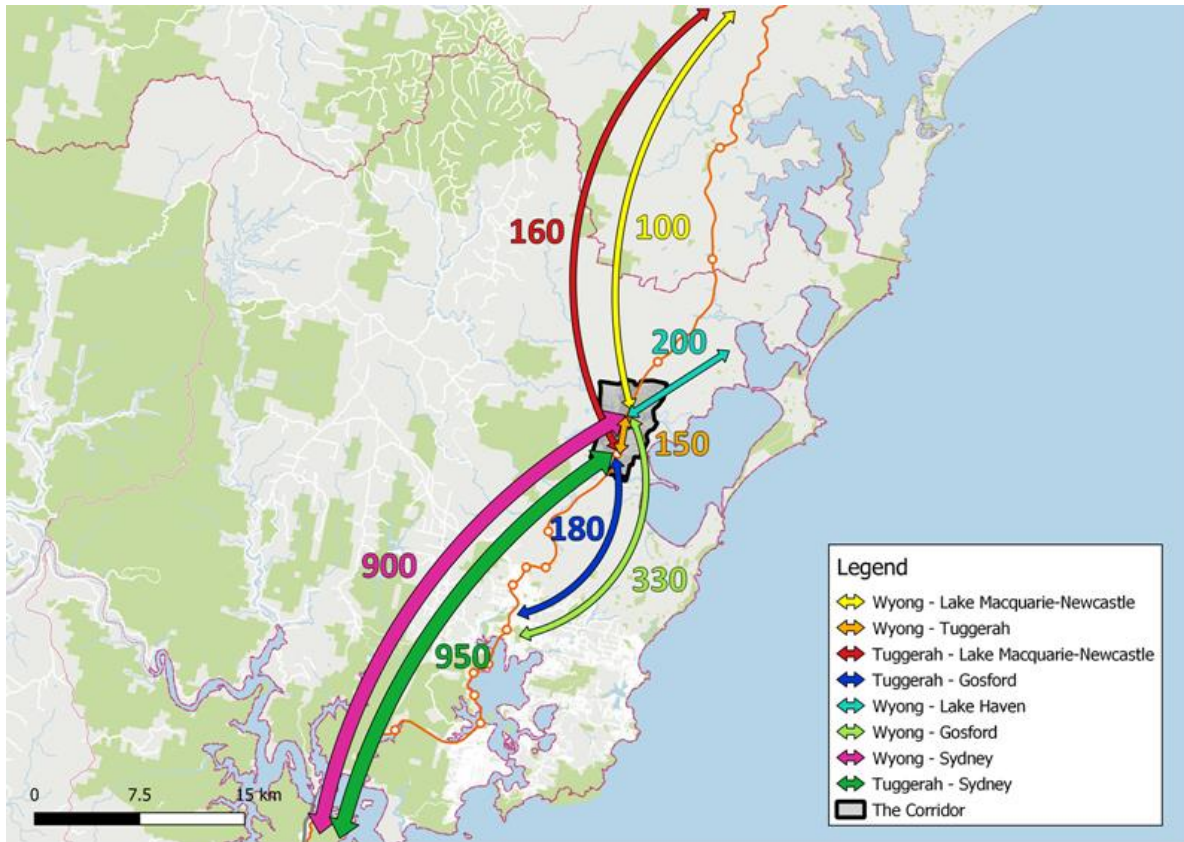 160
100
200
150
180
900
330
950
Legend
Wyong - Lake Macquarie-Newcastle
Wyong - Tuggerah
Tuggerah - Lake Macquarie-Newcastle
Tuggerah - Gosford
Wyong - Lake Haven
Wyong - Gosford
Wyong - Sydney
Tuggerah - Sydney
The Corridor
0 7.5 15 km